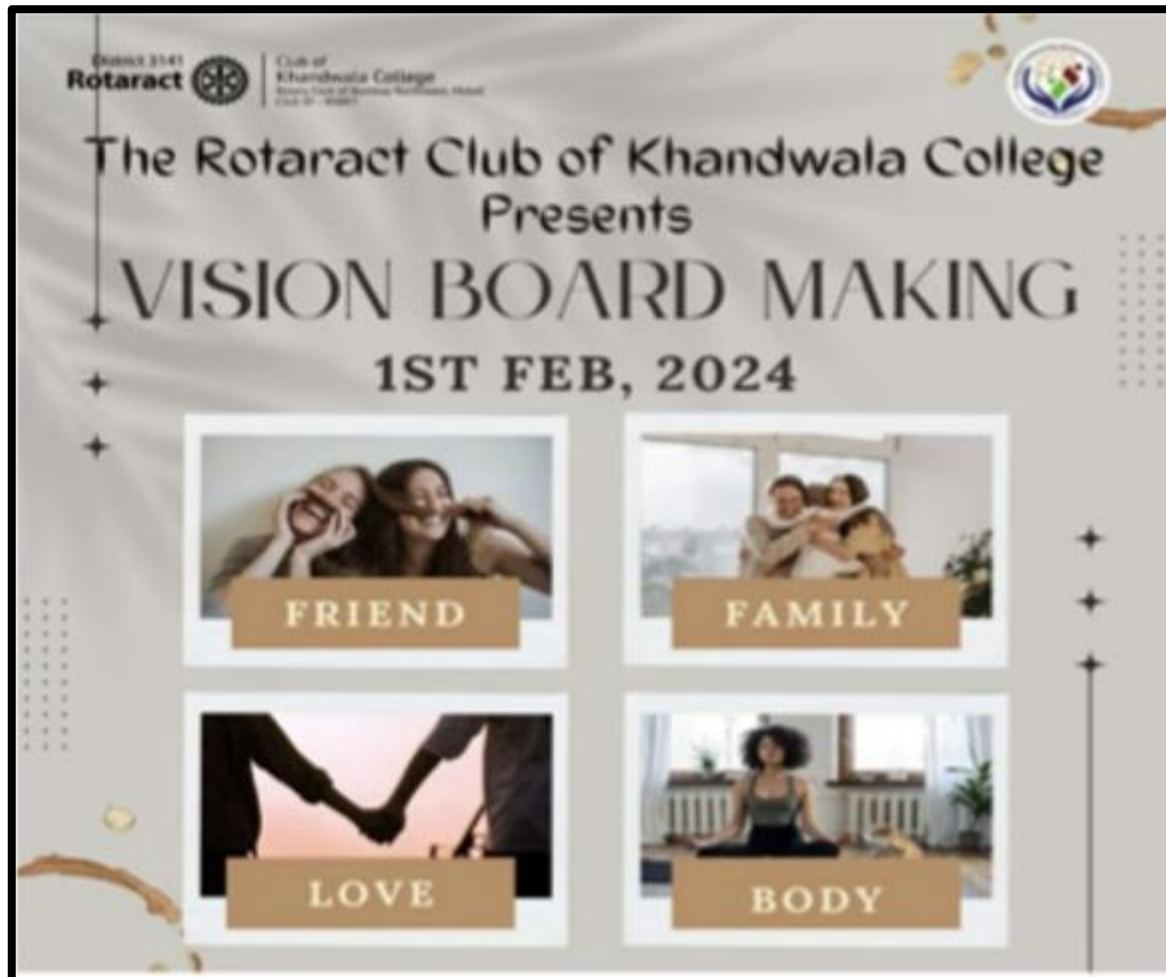 District 3141
Rotaract
Club of
Khandwala College
The Rotaract Club of Khandwala College
Presents
VISION BOARD MAKING
1ST FEB, 2024
FRIEND
FAMILY
LOVE
BODY